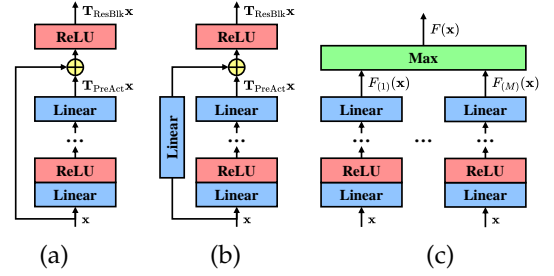 T_ResBlk x
ReLU
T_PreAct x
Linear
...
ReLU
Linear
x
(a)
T_ResBlk x
ReLU
T_PreAct x
Linear
Linear
...
ReLU
Linear
x
(b)
F(x)
Max
F_(1)(x)
F_(M)(x)
Linear
Linear
...
...
...
ReLU
ReLU
Linear
Linear
x
x
(c)